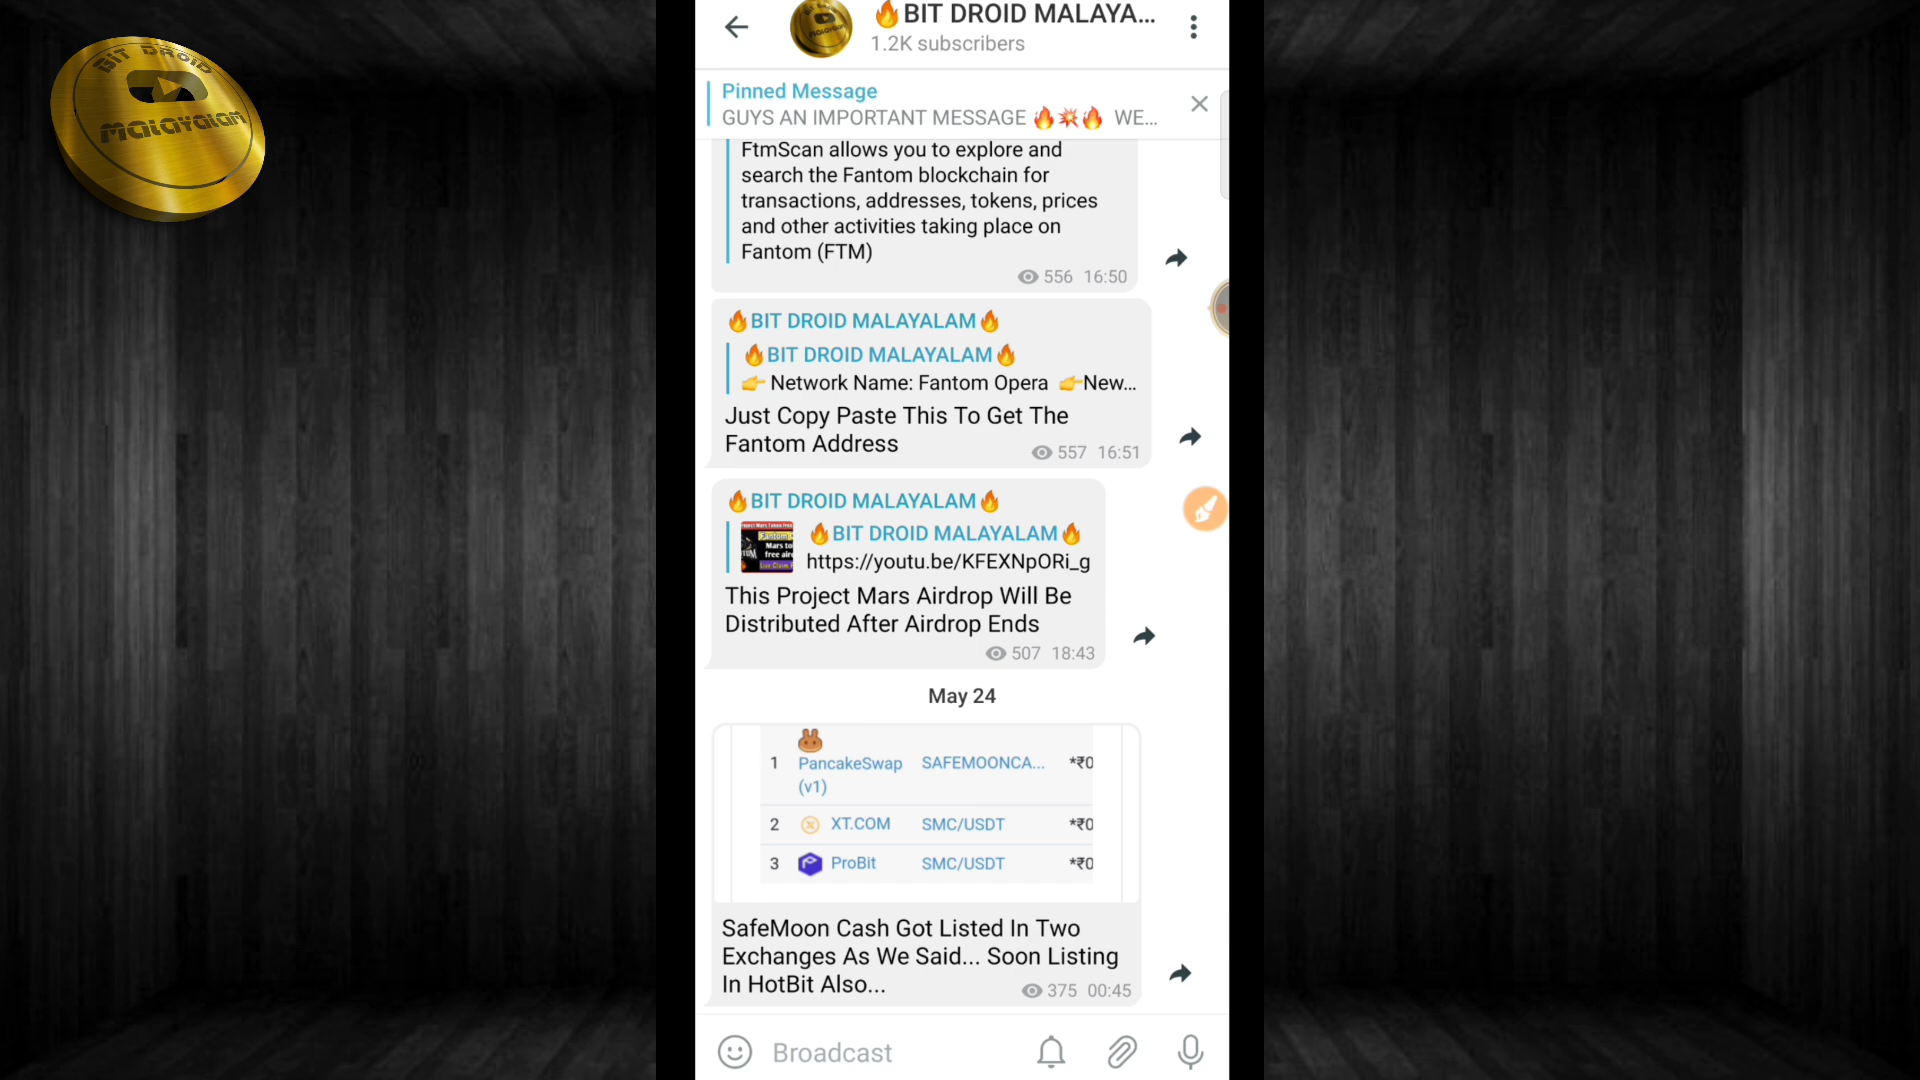 BIT DROID
MALAYALAM
🔥BIT DROID MALAYA...
1.2K subscribers
Pinned Message
GUYS AN IMPORTANT MESSAGE 🔥💥🔥 WE...
FtmScan allows you to explore and
search the Fantom blockchain for
transactions, addresses, tokens, prices
and other activities taking place on
Fantom (FTM)
556 16:50
🔥BIT DROID MALAYALAM🔥
🔥BIT DROID MALAYALAM🔥
👉 Network Name: Fantom Opera 👉New...
Just Copy Paste This To Get The
Fantom Address
557 16:51
🔥BIT DROID MALAYALAM🔥
🔥BIT DROID MALAYALAM🔥
https://youtu.be/KFEXNpORi_g
This Project Mars Airdrop Will Be
Distributed After Airdrop Ends
507 18:43
May 24
1 PancakeSwap (v1) SAFEMOONCA... *₹0
2 XT.COM SMC/USDT *₹0
3 ProBit SMC/USDT *₹0
SafeMoon Cash Got Listed In Two
Exchanges As We Said... Soon Listing
In HotBit Also...
375 00:45
Broadcast